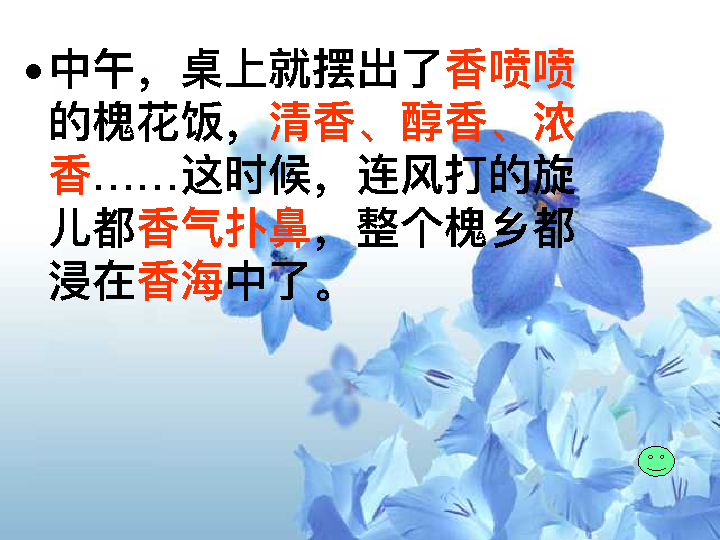 •中午，桌上就摆出了香喷喷
的槐花饭，清香、醇香、浓
香……这时候，连风打的旋
儿都香气扑鼻，整个槐乡都
浸在香海中了。